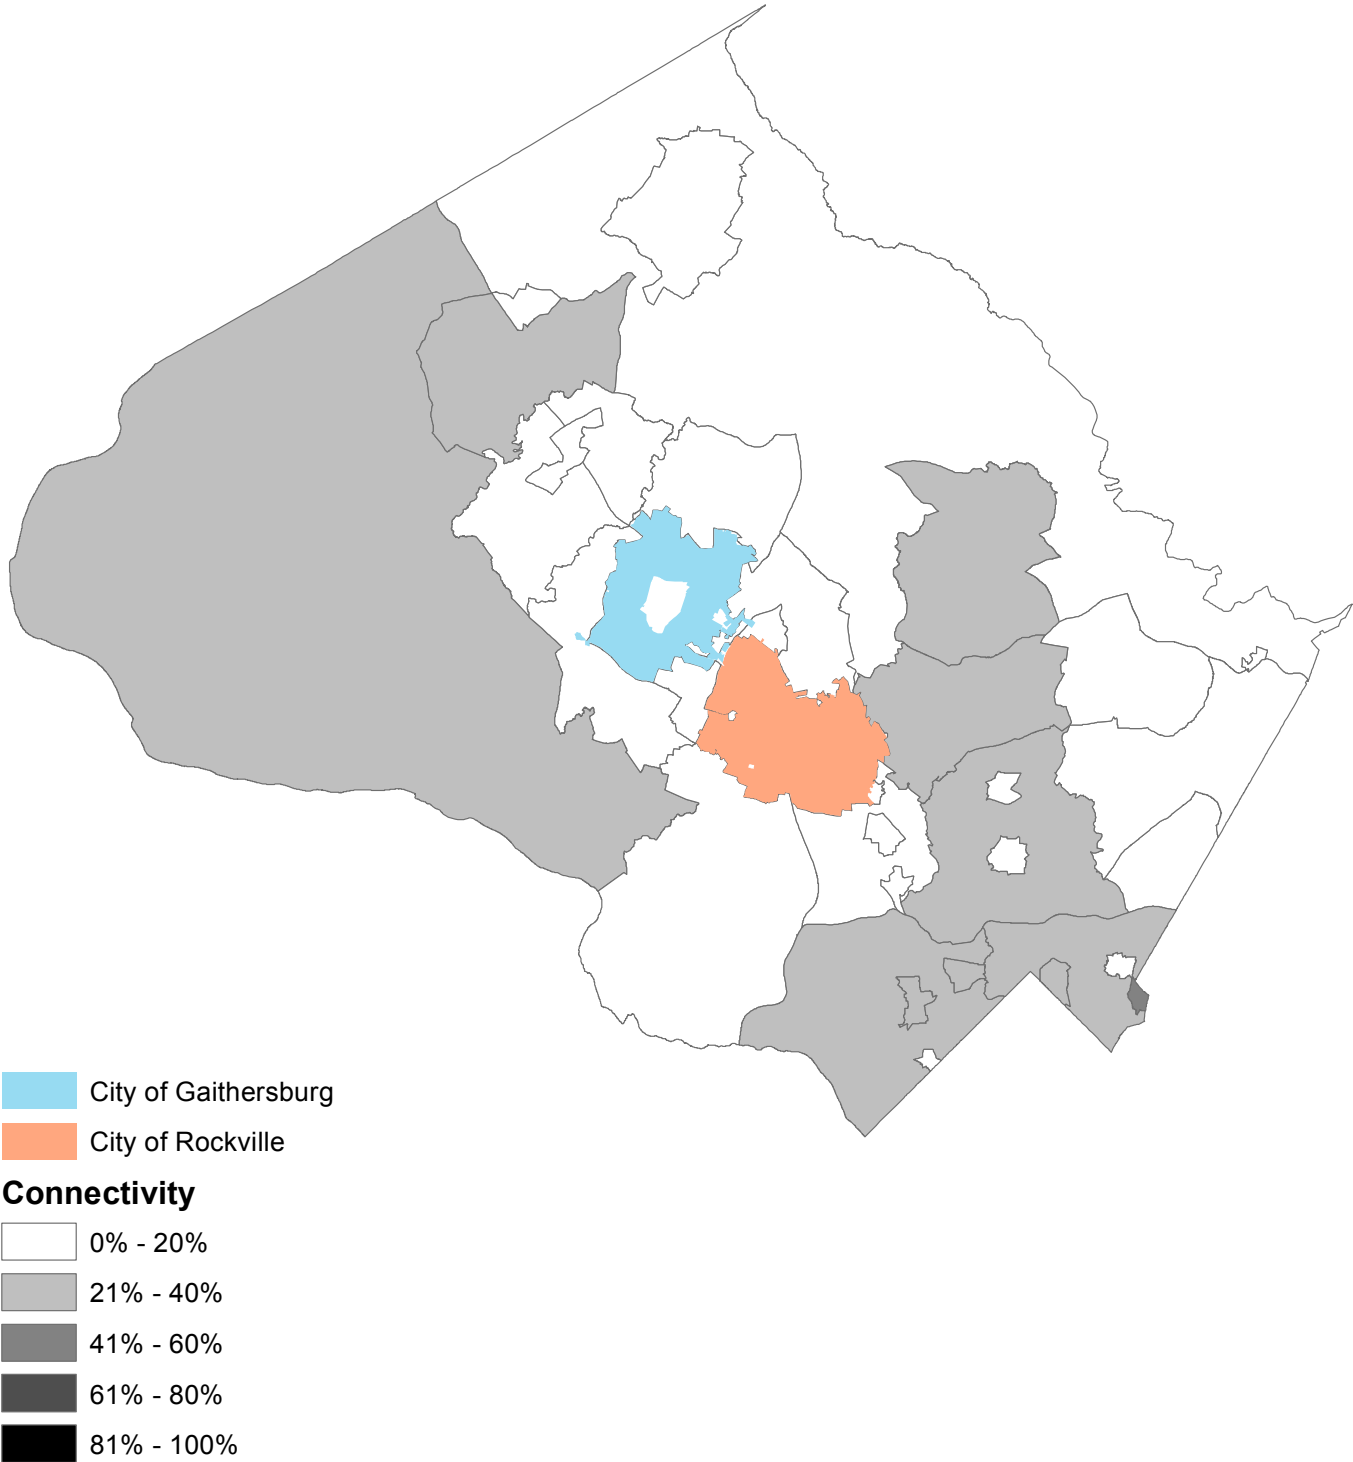 City of Gaithersburg
City of Rockville
Connectivity
0% - 20%
21% - 40%
41% - 60%
61% - 80%
81% - 100%